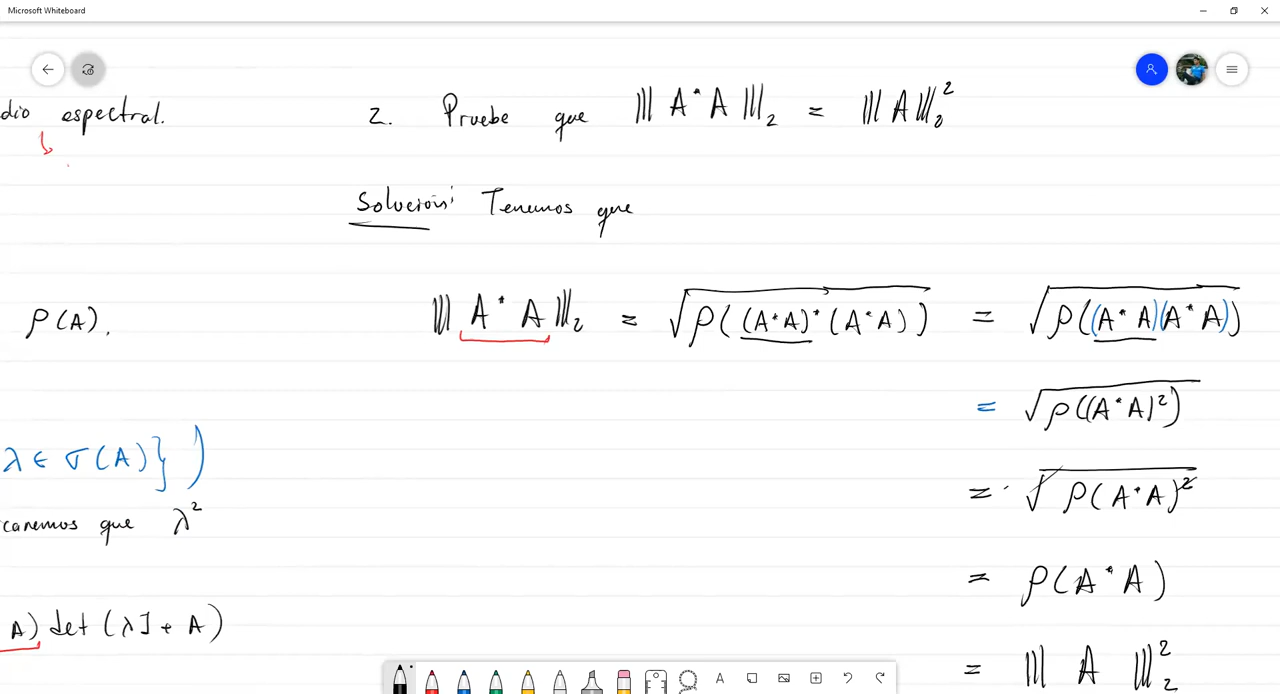 Microsoft Whiteboard
dio espectral.
2. Pruebe que ||| A* A |||₂ = ||| A |||₂²
Solución: Tenemos que
ρ(A).
||| A* A |||₂ = √ρ((A*A)*(A*A)) = √ρ((A*A)(A*A))
= √ρ((A*A)²)
λ ∈ σ(A)} )
= √ρ(A*A)²
caremos que λ²
= ρ(A*A)
A) det (λI + A)
= ||| A |||₂²
A